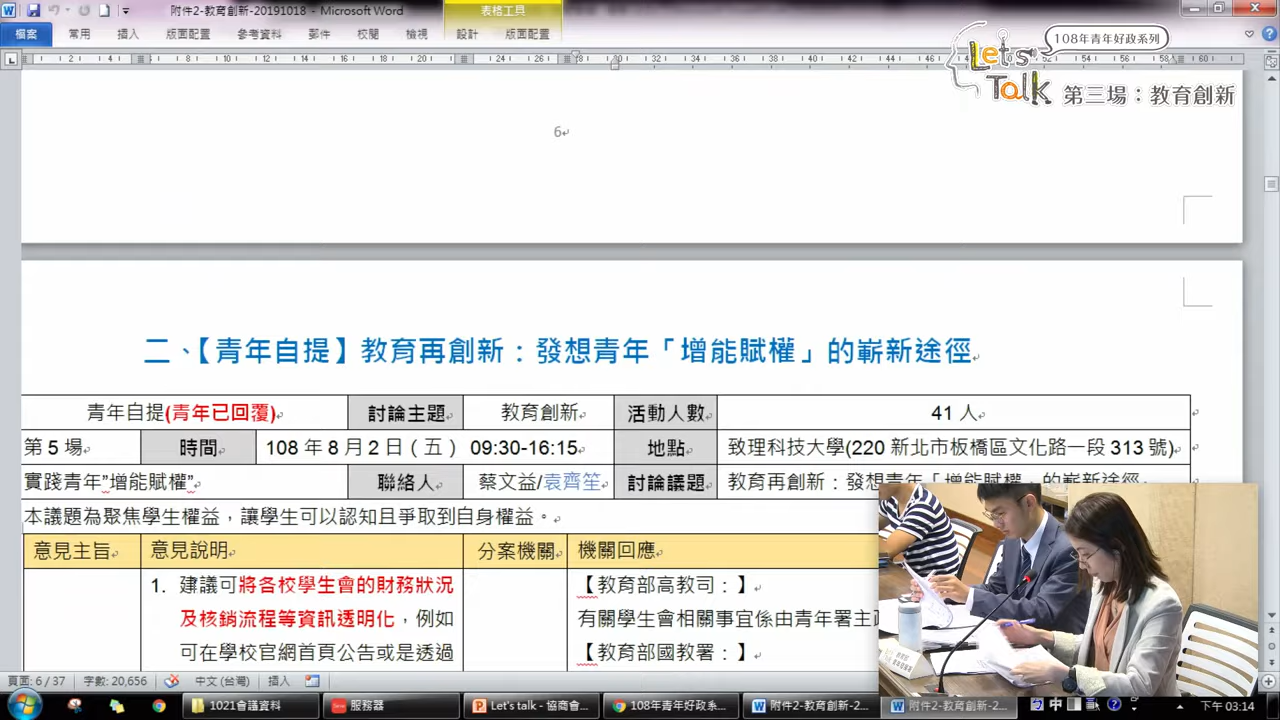 附件2-教育創新-20191018 - Microsoft Word
表格工具
檔案 常用 插入 版面配置 參考資料 郵件 校閱 檢視 設計 版面配置
108年青年好政系列
Let's Talk
第三場：教育創新
6
二、【青年自提】教育再創新：發想青年「增能賦權」的嶄新途徑
青年自提(青年已回覆) 討論主題 教育創新 活動人數 41 人
第 5 場 時間 108 年 8 月 2 日（五） 09:30-16:15 地點 致理科技大學(220 新北市板橋區文化路一段 313 號)
實踐青年"增能賦權" 聯絡人 蔡文益/袁齊笙 討論議題 教育再創新：發想青年「增能賦權」的嶄新途徑
本議題為聚焦學生權益，讓學生可以認知且爭取到自身權益。
意見主旨 意見說明 分案機關 機關回應
1. 建議可將各校學生會的財務狀況 【教育部高教司：】
及核銷流程等資訊透明化，例如 有關學生會相關事宜係由青年署主政
可在學校官網首頁公告或是透過 【教育部國教署：】
頁面: 6 / 37 字數: 20,656 中文 (台灣) 插入
1021會議資料 服務器 Let's talk - 協商會... 108年青年好政系... 附件2-教育創新-2... 附件2-教育創新-2... 中 下午 03:14